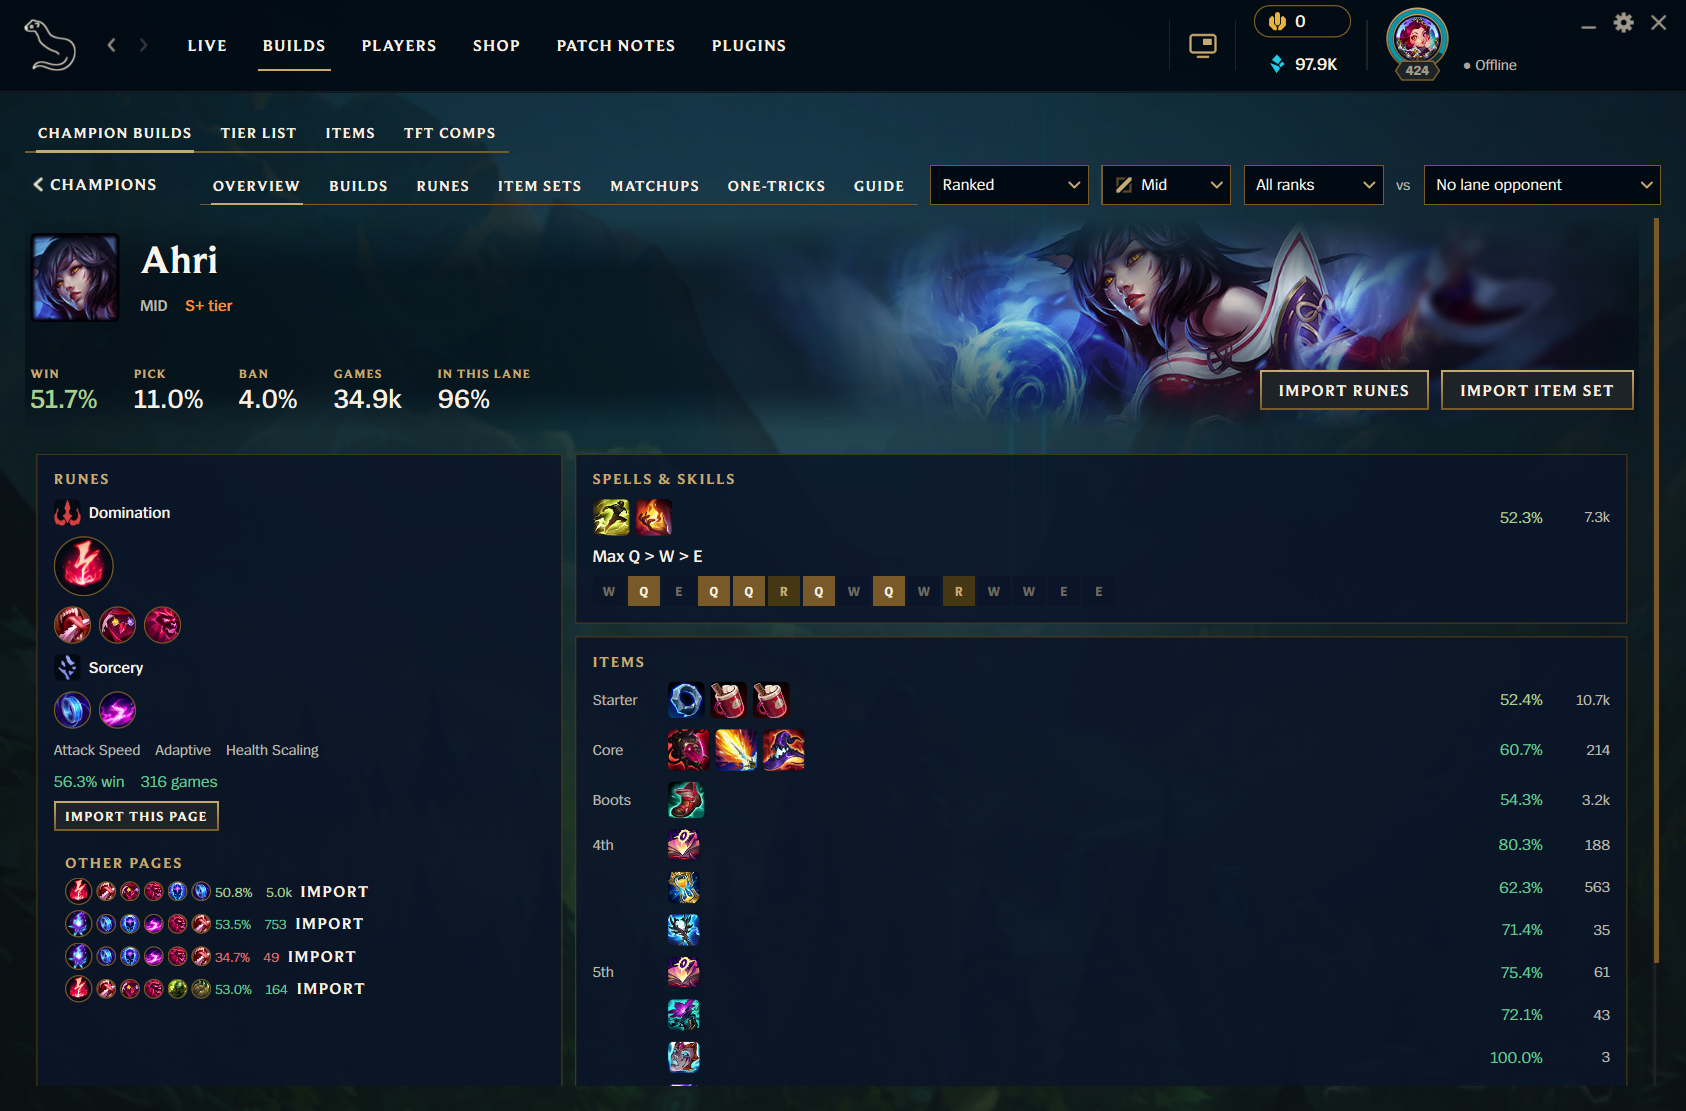 LIVE
BUILDS
PLAYERS
SHOP
PATCH NOTES
PLUGINS
0
97.9K
424
Offline
CHAMPION BUILDS
TIER LIST
ITEMS
TFT COMPS
CHAMPIONS
OVERVIEW
BUILDS
RUNES
ITEM SETS
MATCHUPS
ONE-TRICKS
GUIDE
Ranked
Mid
All ranks
vs
No lane opponent
Ahri
MID S+ tier
WIN
51.7%
PICK
11.0%
BAN
4.0%
GAMES
34.9k
IN THIS LANE
96%
IMPORT RUNES
IMPORT ITEM SET
RUNES
Domination
Sorcery
Attack Speed Adaptive Health Scaling
56.3% win 316 games
IMPORT THIS PAGE
OTHER PAGES
50.8% 5.0k IMPORT
53.5% 753 IMPORT
34.7% 49 IMPORT
53.0% 164 IMPORT
SPELLS & SKILLS
52.3% 7.3k
Max Q > W > E
W Q E Q Q R Q W Q W R W W E E
ITEMS
Starter 52.4% 10.7k
Core 60.7% 214
Boots 54.3% 3.2k
4th 80.3% 188
62.3% 563
71.4% 35
5th 75.4% 61
72.1% 43
100.0% 3